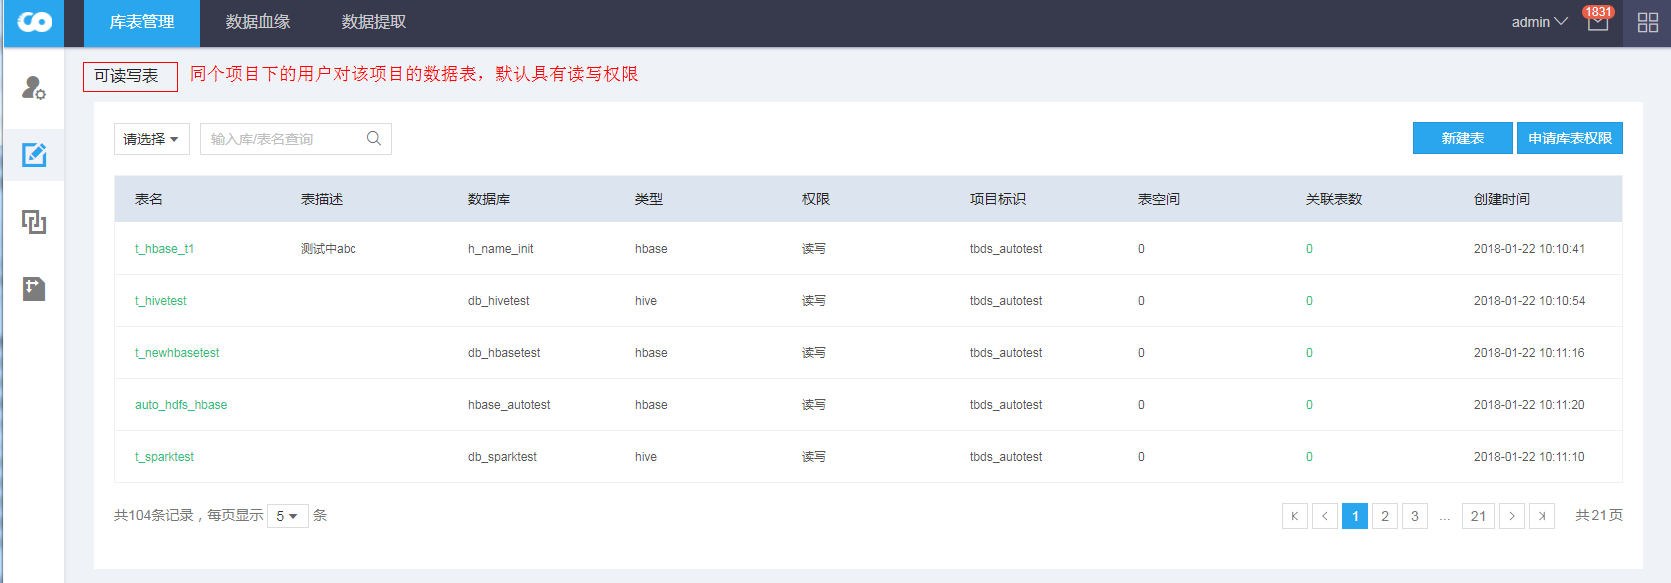 库表管理 数据血缘 数据提取 admin 1831
可读写表 同个项目下的用户对该项目的数据表，默认具有读写权限
请选择 输入库/表名查询 新建表 申请库表权限
表名 表描述 数据库 类型 权限 项目标识 表空间 关联表数 创建时间
t_hbase_t1 测试中abc h_name_init hbase 读写 tbds_autotest 0 0 2018-01-22 10:10:41
t_hivetest db_hivetest hive 读写 tbds_autotest 0 0 2018-01-22 10:10:54
t_newhbasetest db_hbasetest hbase 读写 tbds_autotest 0 0 2018-01-22 10:11:16
auto_hdfs_hbase hbase_autotest hbase 读写 tbds_autotest 0 0 2018-01-22 10:11:20
t_sparktest db_sparktest hive 读写 tbds_autotest 0 0 2018-01-22 10:11:10
共104条记录，每页显示 5 条 1 2 3 ... 21 共21页